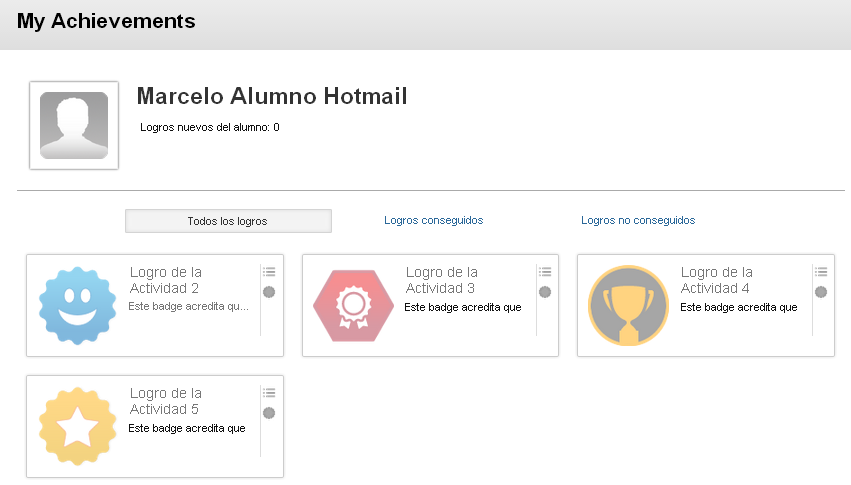 My Achievements
Marcelo Alumno Hotmail
Logros nuevos del alumno: 0
Todos los logros
Logros conseguidos
Logros no conseguidos
Logro de la
Actividad 2
Este badge acredita qu...
Logro de la
Actividad 3
Este badge acredita que
Logro de la
Actividad 4
Este badge acredita que
Logro de la
Actividad 5
Este badge acredita que